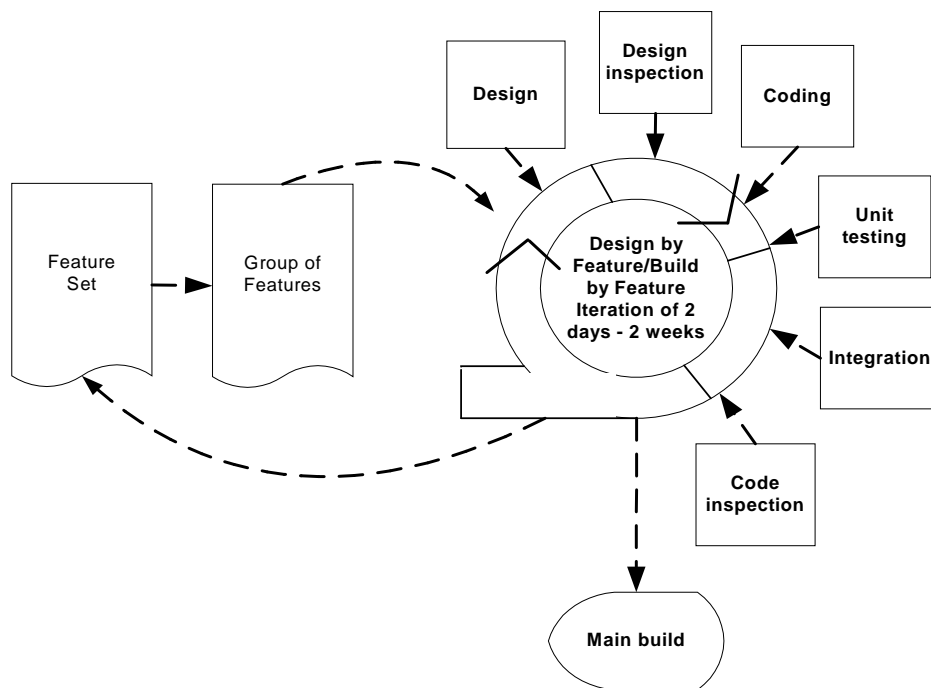 Design
Design
inspection
Coding
Unit
testing
Integration
Code
inspection
Feature
Set
Group of
Features
Design by
Feature/Build
by Feature
Iteration of 2
days - 2 weeks
Main build